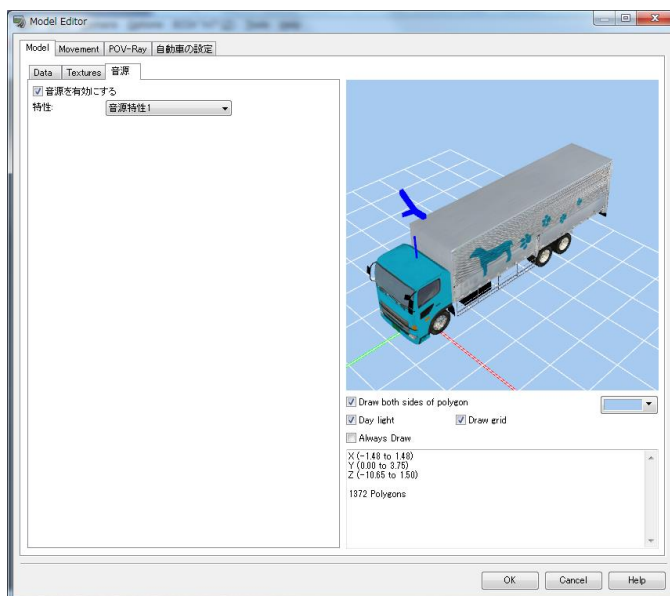 Model Editor
Model Movement POV-Ray 自動車の設定
Data Textures 音源
音源を有効にする
特性: 音源特性1
Draw both sides of polygon
Day light Draw grid
Always Draw
X (-1.48 to 1.48)
Y (0.00 to 3.75)
Z (-10.65 to 1.50)
1372 Polygons
OK Cancel Help